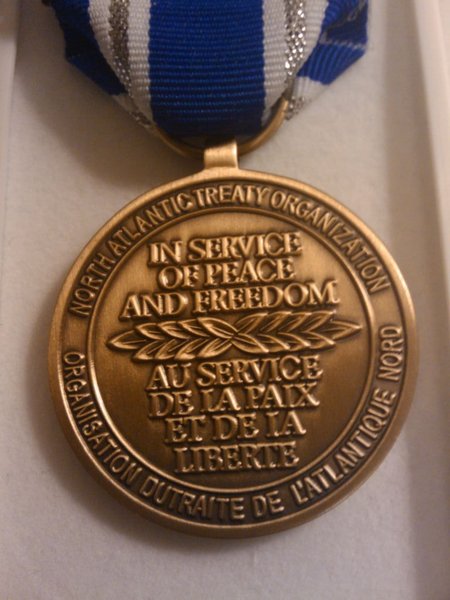 NORTH ATLANTIC TREATY ORGANIZATION
IN SERVICE
OF PEACE
AND FREEDOM
AU SERVICE
DE LA PAIX
ET DE LA
LIBERTE
ORGANISATION DU TRAITE DE L'ATLANTIQUE NORD